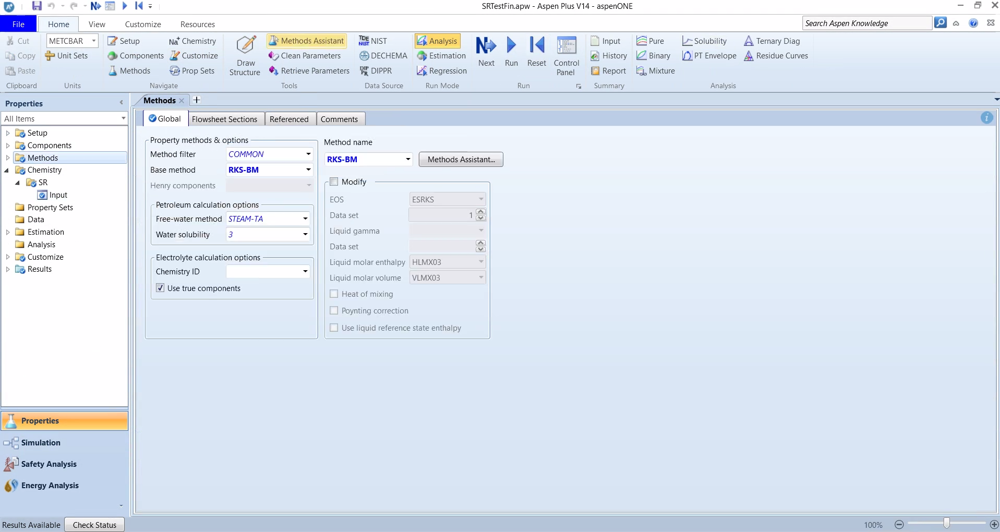 SRTestFin.apw - Aspen Plus V14 - aspenONE
File Home View Customize Resources
Search Aspen Knowledge
Cut METCBAR Setup Na+ Chemistry Methods Assistant TDE NIST NIST Analysis Input Pure Solubility Ternary Diag
Copy Unit Sets Components Customize Clean Parameters DECHEMA Estimation History Binary PT Envelope Residue Curves
Draw Structure Next Run Reset Control Panel
Paste Methods Prop Sets Retrieve Parameters DIPPR Regression Report Mixture
Clipboard Units Navigate Tools Data Source Run Mode Run Summary Analysis
Properties
All Items
Setup
Components
Methods
Chemistry
SR
Input
Property Sets
Data
Estimation
Analysis
Customize
Results
Properties
Simulation
Safety Analysis
Energy Analysis
Methods
Global Flowsheet Sections Referenced Comments
Property methods & options
Method filter COMMON
Base method RKS-BM
Henry components
Petroleum calculation options
Free-water method STEAM-TA
Water solubility 3
Electrolyte calculation options
Chemistry ID
Use true components
Method name
RKS-BM Methods Assistant...
Modify
EOS ESRKS
Data set 1
Liquid gamma
Data set
Liquid molar enthalpy HLMX03
Liquid molar volume VLMX03
Heat of mixing
Poynting correction
Use liquid reference state enthalpy
Results Available Check Status 100%